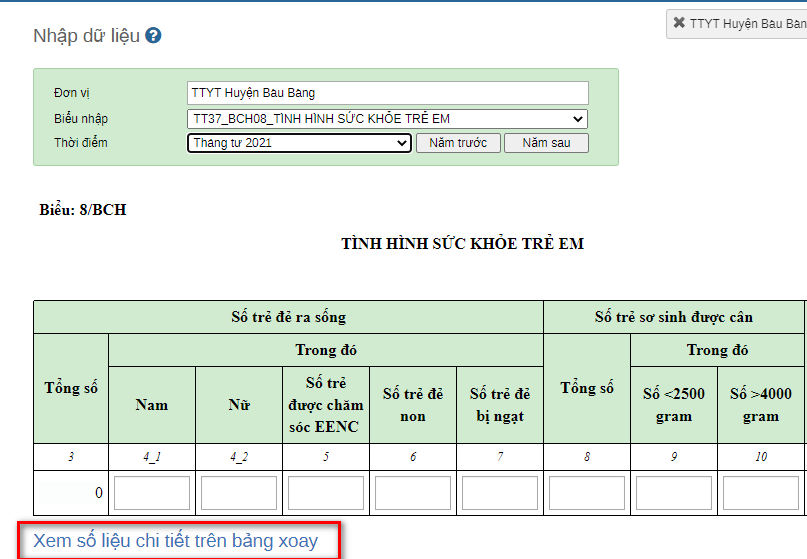 ✖ TTYT Huyện Bàu Bàn
Nhập dữ liệu ?
Đơn vị TTYT Huyện Bàu Bàng
Biểu nhập TT37_BCH08_TÌNH HÌNH SỨC KHỎE TRẺ EM
Thời điểm Tháng tư 2021 Năm trước Năm sau
Biểu: 8/BCH
TÌNH HÌNH SỨC KHỎE TRẺ EM
Số trẻ đẻ ra sống Số trẻ sơ sinh được cân
Tổng số Trong đó Tổng số Trong đó
Nam Nữ Số trẻ được chăm sóc EENC Số trẻ đẻ non Số trẻ đẻ bị ngạt Số <2500 gram Số >4000 gram
3 4_1 4_2 5 6 7 8 9 10
0
Xem số liệu chi tiết trên bảng xoay